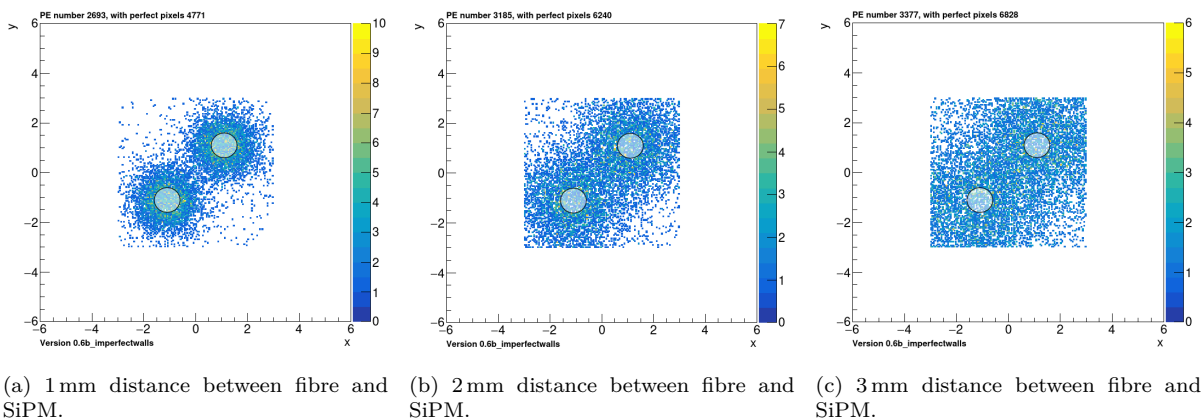 PE number 2693, with perfect pixels 4771
y
6
4
2
0
−2
−4
−6
−6 −4 −2 0 2 4 6
x
Version 0.6b_imperfectwalls
10
9
8
7
6
5
4
3
2
1
0
PE number 3185, with perfect pixels 6240
y
6
4
2
0
−2
−4
−6
−6 −4 −2 0 2 4 6
x
Version 0.6b_imperfectwalls
7
6
5
4
3
2
1
0
PE number 3377, with perfect pixels 6828
y
6
4
2
0
−2
−4
−6
−6 −4 −2 0 2 4 6
x
Version 0.6b_imperfectwalls
6
5
4
3
2
1
0
(a) 1 mm distance between fibre and
SiPM.
(b) 2 mm distance between fibre and
SiPM.
(c) 3 mm distance between fibre and
SiPM.